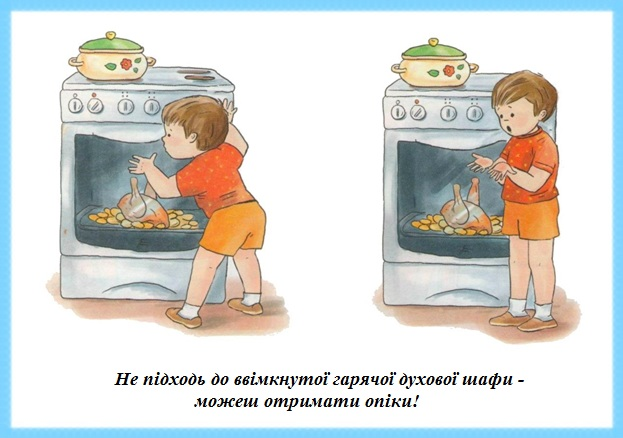 Не підходь до ввімкнутої гарячої духової шафи -
можеш отримати опіки!